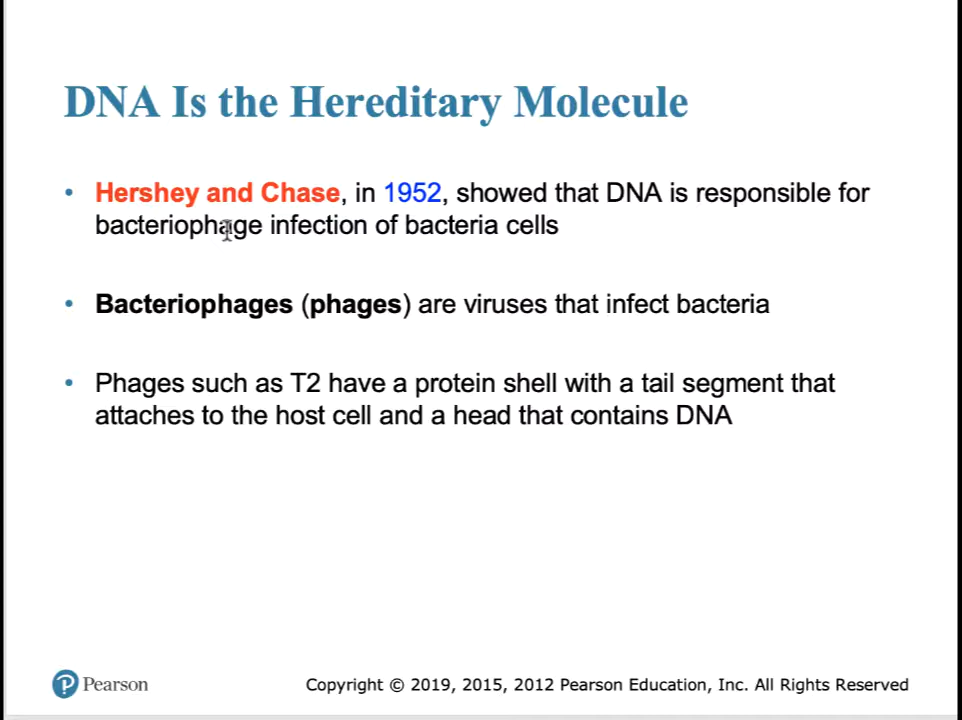 DNA Is the Hereditary Molecule
• Hershey and Chase, in 1952, showed that DNA is responsible for
bacteriophage infection of bacteria cells
• Bacteriophages (phages) are viruses that infect bacteria
• Phages such as T2 have a protein shell with a tail segment that
attaches to the host cell and a head that contains DNA
P Pearson
Copyright © 2019, 2015, 2012 Pearson Education, Inc. All Rights Reserved